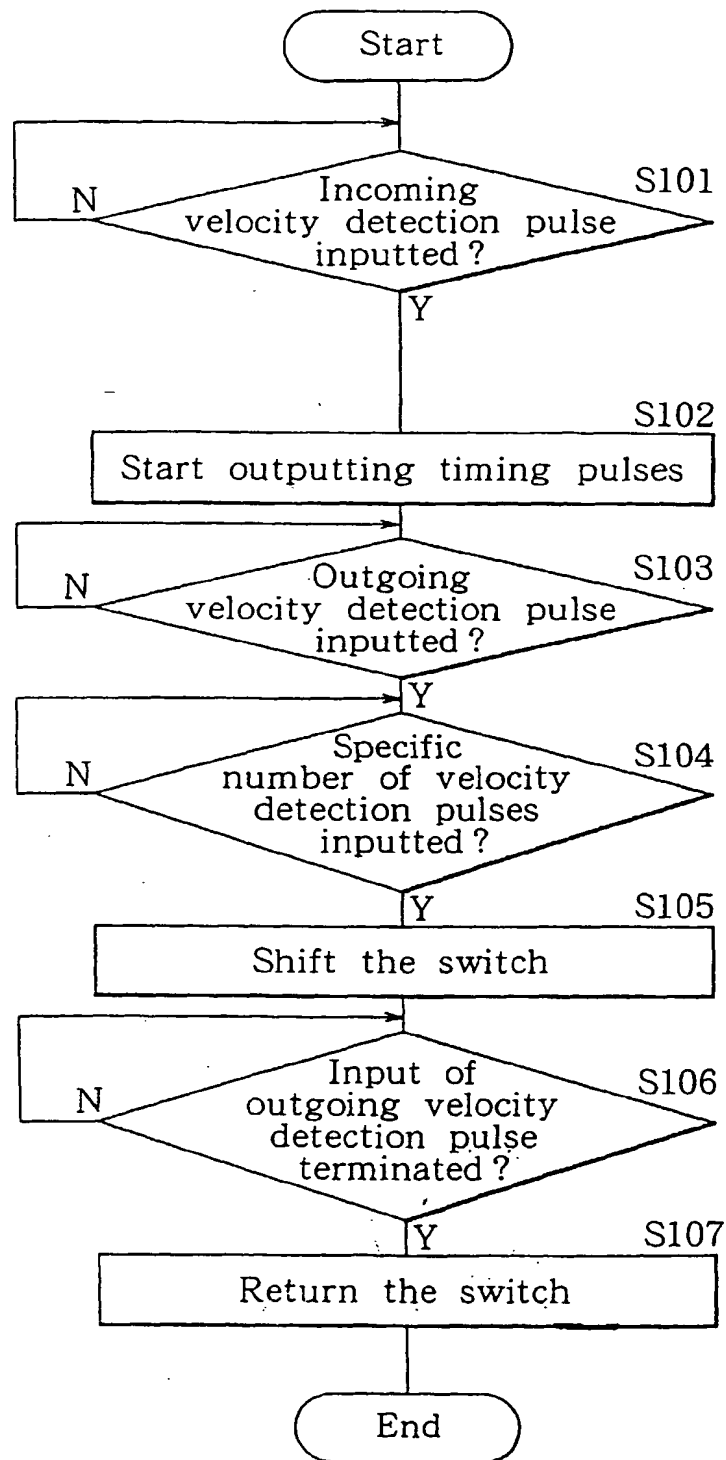 Start
S101
Incoming
velocity detection pulse
inputted?
N
Y
S102
Start outputting timing pulses
S103
Outgoing
velocity detection pulse
inputted?
N
Y
S104
Specific
number of velocity
detection pulses
inputted?
N
Y
S105
Shift the switch
S106
Input of
outgoing velocity
detection pulse
terminated?
N
Y
S107
Return the switch
End